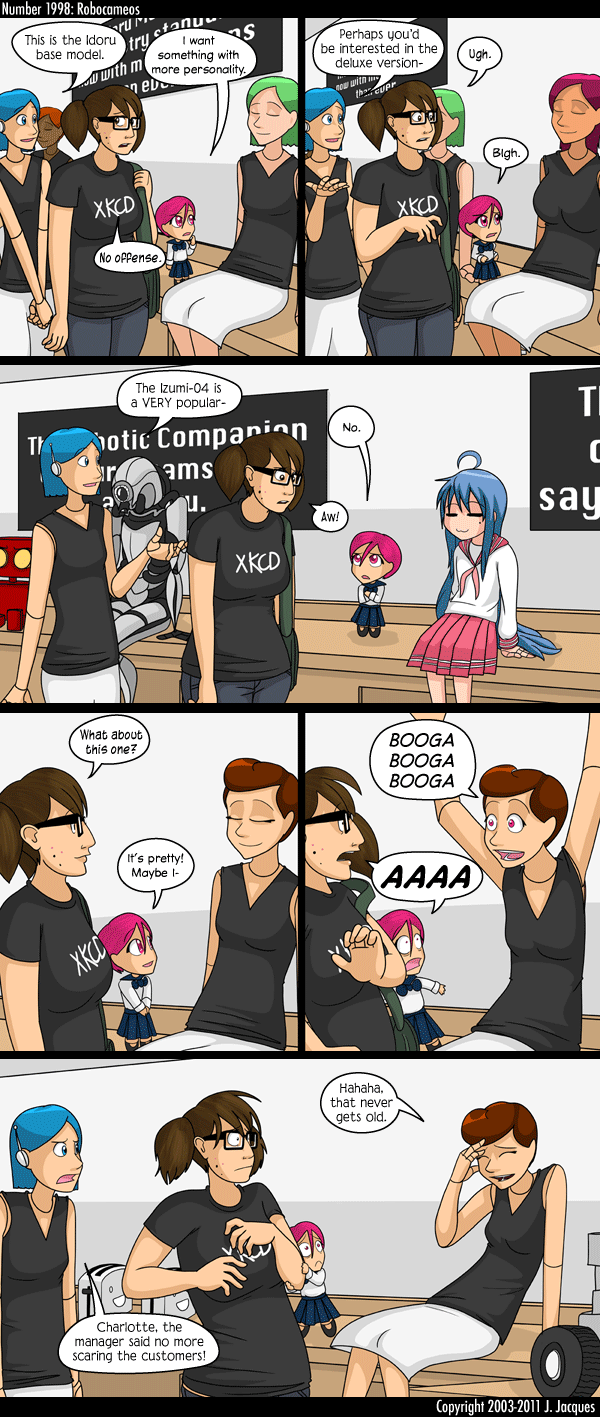 Number 1998: Robocameos
This is the Idoru
base model.
I want
something with
more personality.
XKCD
No offense.
Perhaps you'd
be interested in the
deluxe version-
Ugh.
Blgh.
XKCD
The Izumi-04 is
a VERY popular-
No.
Aw!
XKCD
What about
this one?
It's pretty!
Maybe I-
XKCD
BOOGA
BOOGA
BOOGA
AAAA
Hahaha,
that never
gets old.
XKCD
Charlotte, the
manager said no more
scaring the customers!
Copyright 2003-2011 J. Jacques